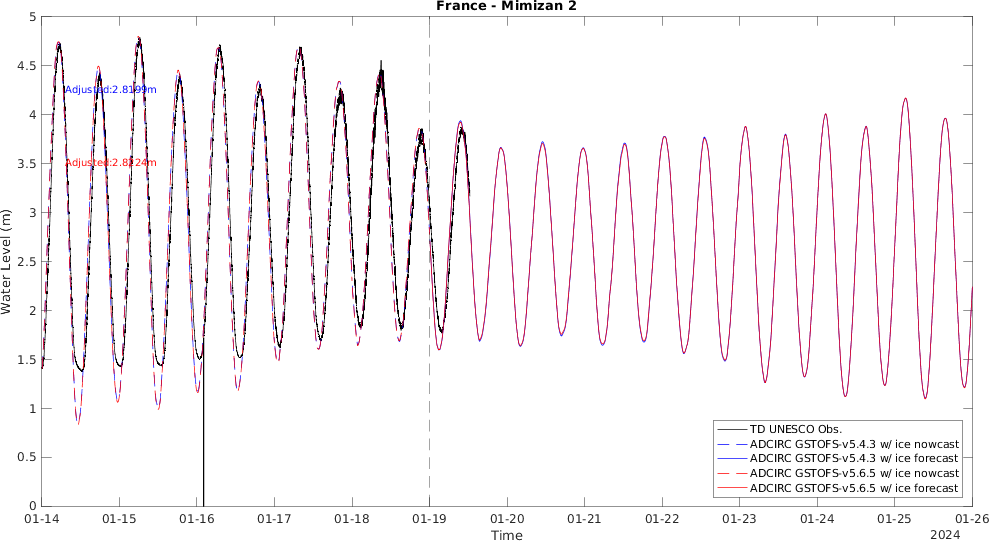 France - Mimizan 2
5
4.5
4
3.5
3
2.5
2
1.5
1
0.5
0
Water Level (m)
Adjusted:2.8199m
Adjusted:2.8224m
TD UNESCO Obs.
ADCIRC GSTOFS-v5.4.3 w/ ice nowcast
ADCIRC GSTOFS-v5.4.3 w/ ice forecast
ADCIRC GSTOFS-v5.6.5 w/ ice nowcast
ADCIRC GSTOFS-v5.6.5 w/ ice forecast
01-14 01-15 01-16 01-17 01-18 01-19 01-20 01-21 01-22 01-23 01-24 01-25 01-26
Time
2024